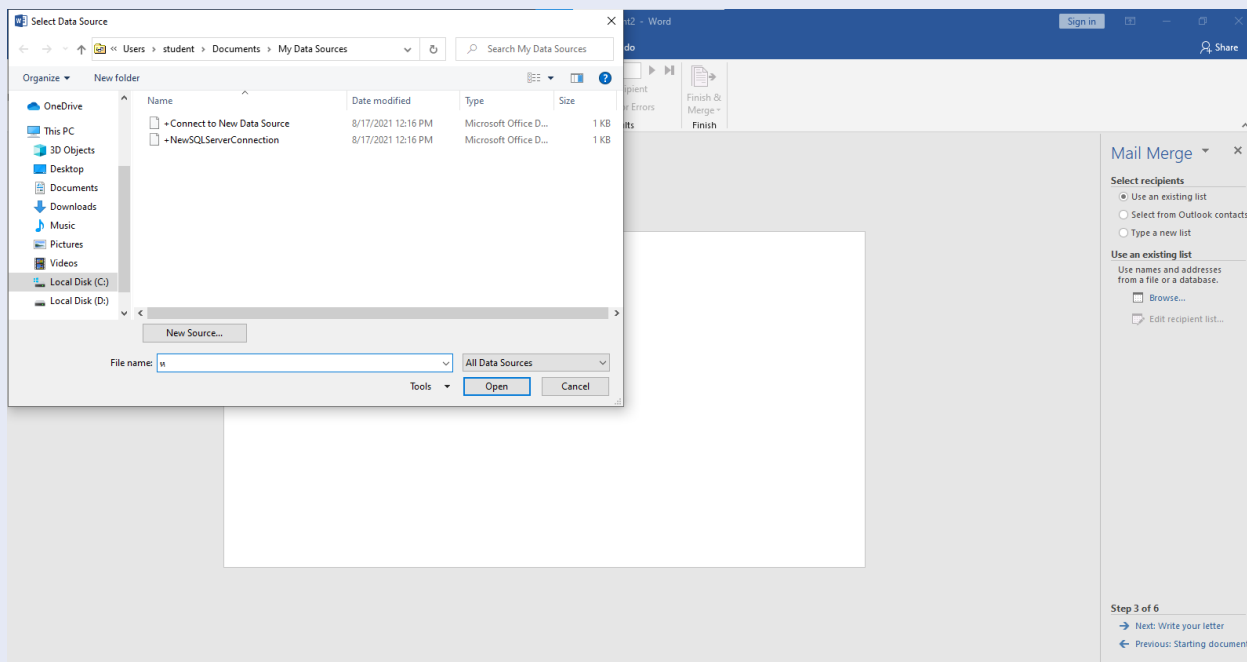 Select Data Source
nt2 - Word
Sign in
« Users › student › Documents › My Data Sources
Search My Data Sources
do
Share
Organize
New folder
Name
Date modified
Type
Size
OneDrive
This PC
3D Objects
Desktop
Documents
Downloads
Music
Pictures
Videos
Local Disk (C:)
Local Disk (D:)
+Connect to New Data Source 8/17/2021 12:16 PM Microsoft Office D... 1 KB
+NewSQLServerConnection 8/17/2021 12:16 PM Microsoft Office D... 1 KB
New Source...
File name:
All Data Sources
Tools
Open
Cancel
ipient
r Errors
lts
Finish &
Merge
Finish
Mail Merge
Select recipients
Use an existing list
Select from Outlook contacts
Type a new list
Use an existing list
Use names and addresses
from a file or a database.
Browse...
Edit recipient list...
Step 3 of 6
Next: Write your letter
Previous: Starting document